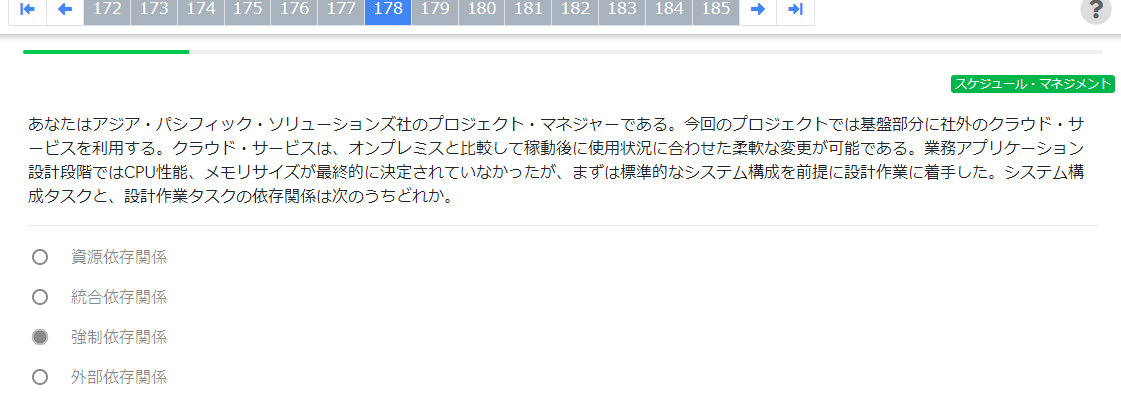 172 173 174 175 176 177 178 179 180 181 182 183 184 185 ?
スケジュール・マネジメント
あなたはアジア・パシフィック・ソリューションズ社のプロジェクト・マネジャーである。今回のプロジェクトでは基盤部分に社外のクラウド・サ
ービスを利用する。クラウド・サービスは、オンプレミスと比較して稼動後に使用状況に合わせた柔軟な変更が可能である。業務アプリケーション
設計段階ではCPU性能、メモリサイズが最終的に決定されていなかったが、まずは標準的なシステム構成を前提に設計作業に着手した。システム構
成タスクと、設計作業タスクの依存関係は次のうちどれか。
資源依存関係
統合依存関係
強制依存関係
外部依存関係